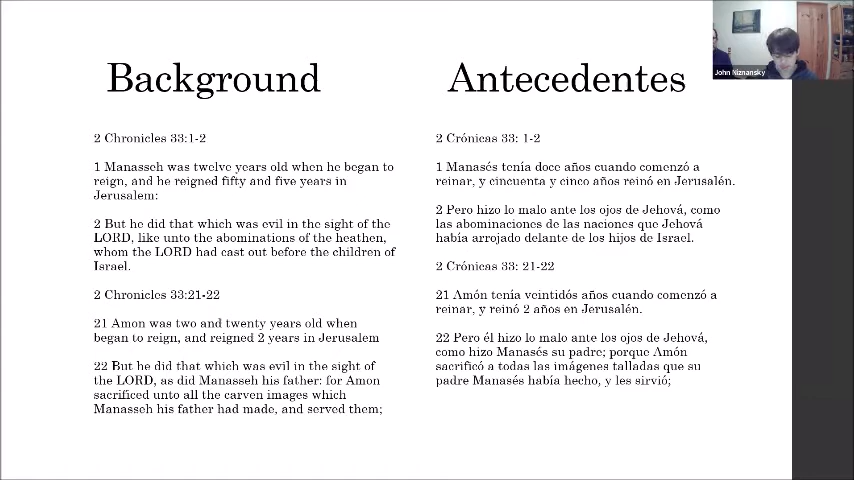 Background
2 Chronicles 33:1-2
1 Manasseh was twelve years old when he began to
reign, and he reigned fifty and five years in
Jerusalem:
2 But he did that which was evil in the sight of the
LORD, like unto the abominations of the heathen,
whom the LORD had cast out before the children of
Israel.
2 Chronicles 33:21-22
21 Amon was two and twenty years old when
began to reign, and reigned 2 years in Jerusalem
22 But he did that which was evil in the sight of
the LORD, as did Manasseh his father: for Amon
sacrificed unto all the carven images which
Manasseh his father had made, and served them;
Antecedentes
2 Crónicas 33: 1-2
1 Manasés tenía doce años cuando comenzó a
reinar, y cincuenta y cinco años reinó en Jerusalén.
2 Pero hizo lo malo ante los ojos de Jehová, como
las abominaciones de las naciones que Jehová
había arrojado delante de los hijos de Israel.
2 Crónicas 33: 21-22
21 Amón tenía veintidós años cuando comenzó a
reinar, y reinó 2 años en Jerusalén.
22 Pero él hizo lo malo ante los ojos de Jehová,
como hizo Manasés su padre; porque Amón
sacrificó a todas las imágenes talladas que su
padre Manasés había hecho, y les sirvió;
John Niznansky